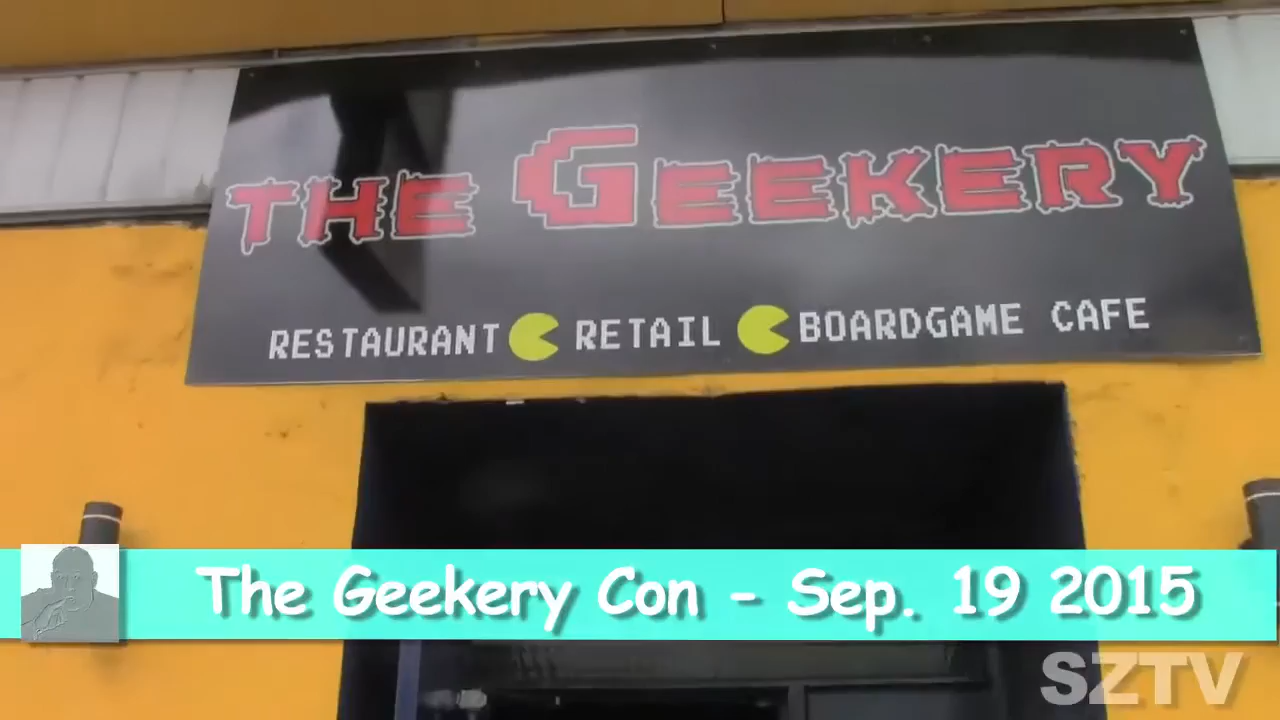 THE GEEKERY
RESTAURANT RETAIL BOARDGAME CAFE
The Geekery Con - Sep. 19 2015
SZTV